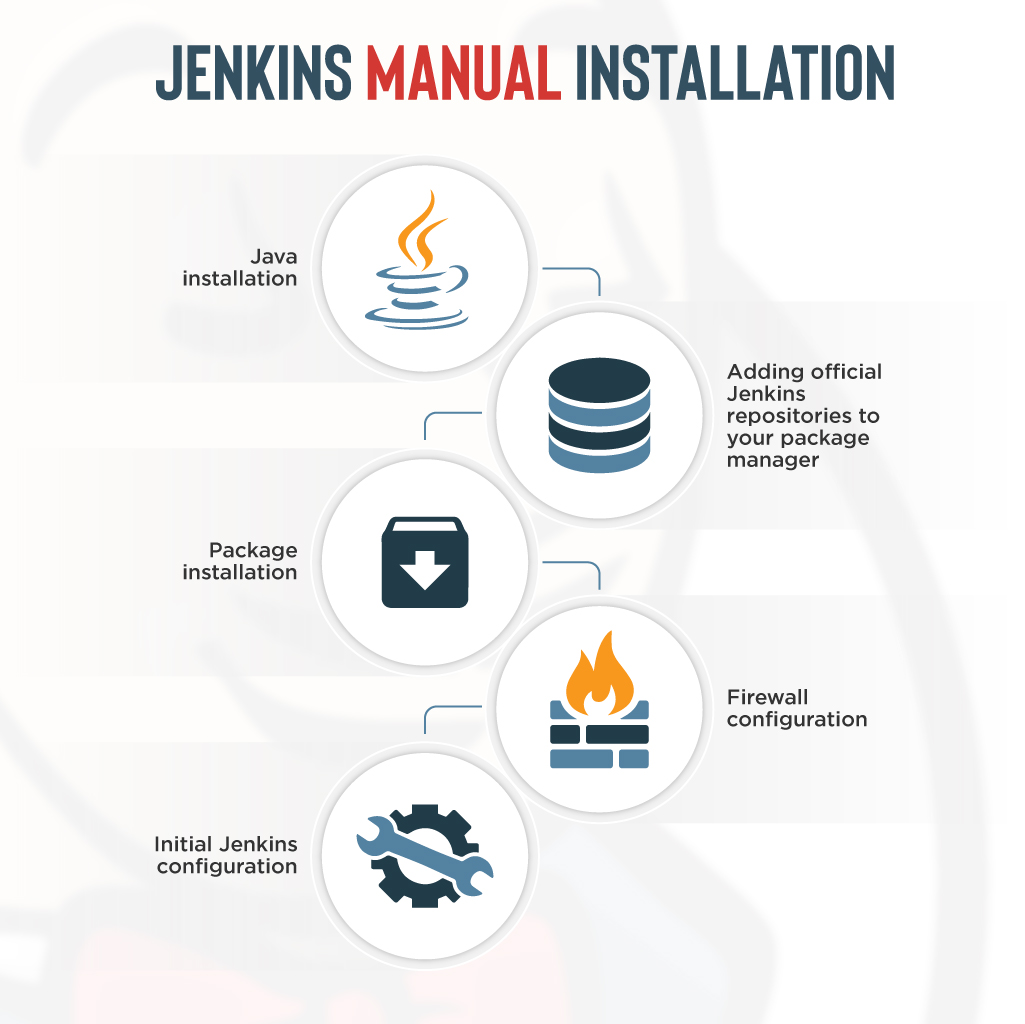 JENKINS MANUAL INSTALLATION
Java
installation
Adding official
Jenkins
repositories to
your package
manager
Package
installation
Firewall
configuration
Initial Jenkins
configuration